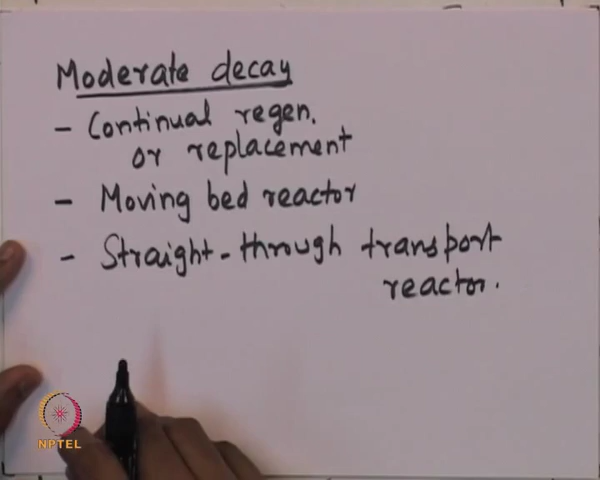 Moderate decay
- Continual regen.
or replacement
- Moving bed reactor
- Straight-through transport
reactor.
NPTEL